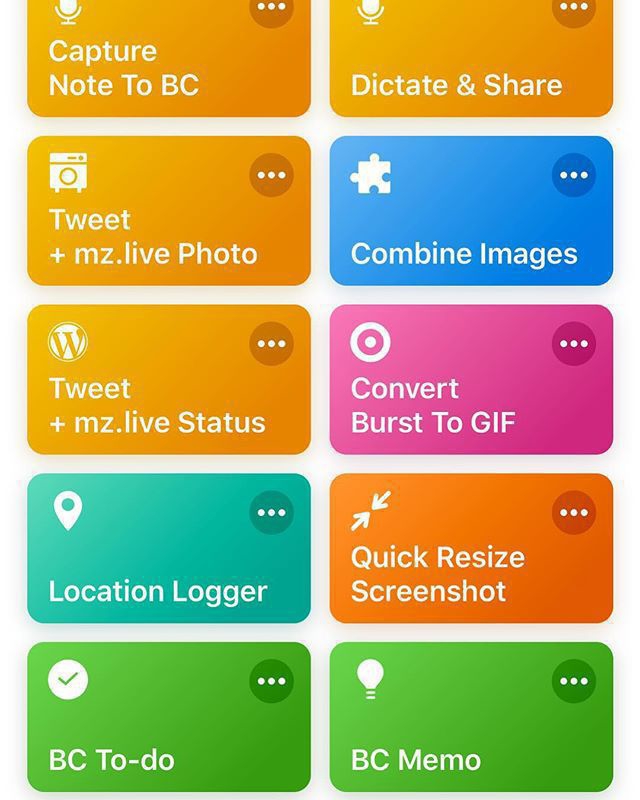 Capture
Note To BC
Dictate & Share
Tweet
+ mz.live Photo
Combine Images
Tweet
+ mz.live Status
Convert
Burst To GIF
Location Logger
Quick Resize
Screenshot
BC To-do
BC Memo